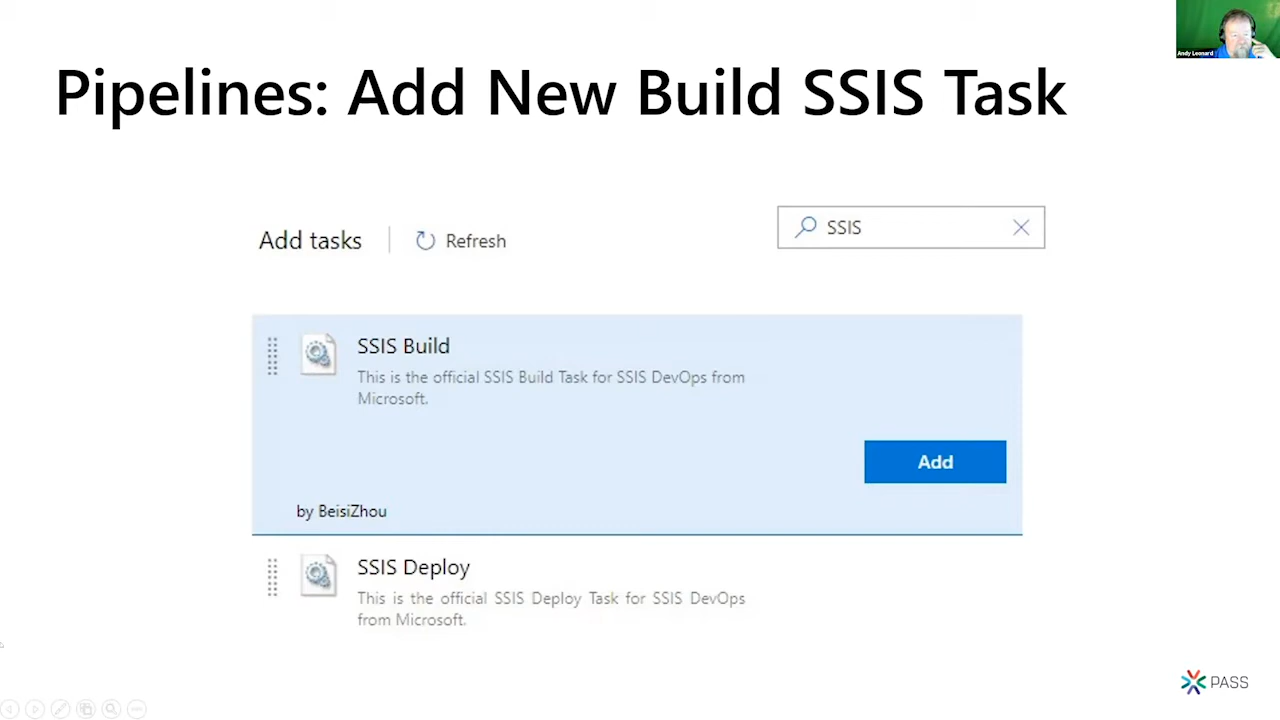 Andy Leonard
Pipelines: Add New Build SSIS Task
Add tasks
Refresh
SSIS
SSIS Build
This is the official SSIS Build Task for SSIS DevOps from
Microsoft.
Add
by BeisiZhou
SSIS Deploy
This is the official SSIS Deploy Task for SSIS DevOps
from Microsoft.
PASS